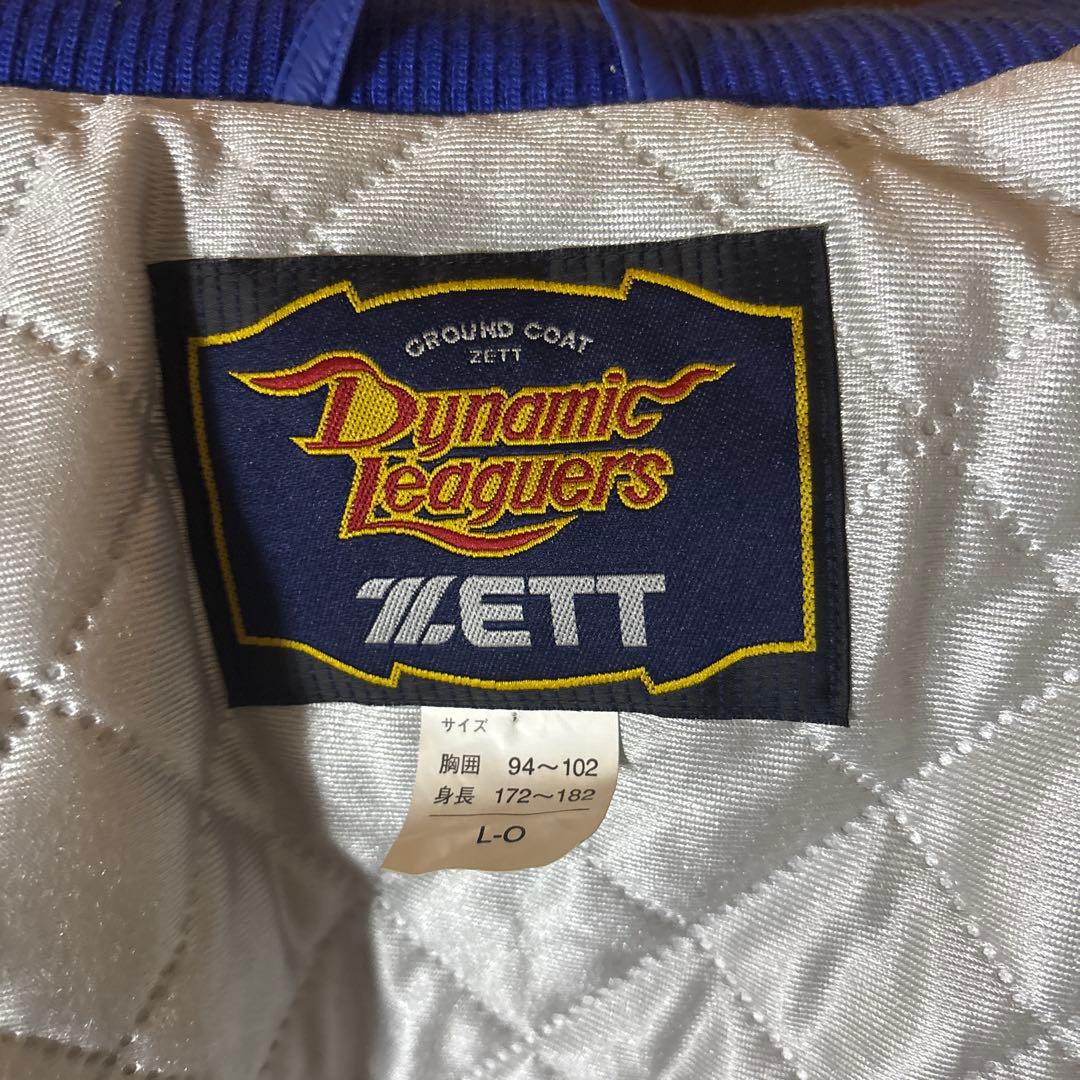 GROUND COAT
ZETT
Dynamic
Leaguers
ZETT
サイズ
胸囲 94～102
身長 172～182
L-O